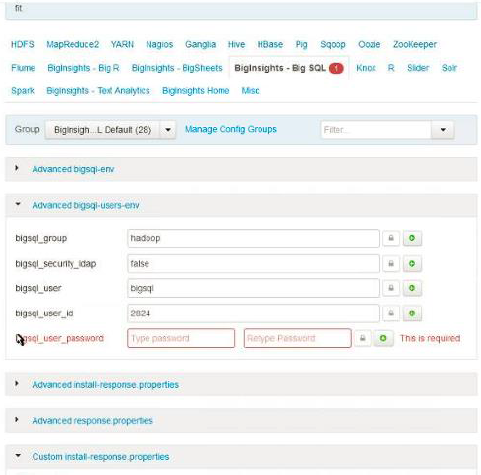 fit.
HDFS MapReduce2 YARN Nagios Ganglia Hive HBase Pig Sqoop Oozie ZooKeeper
Flume BigInsights - Big R BigInsights - BigSheets BigInsights - Big SQL 1 Knox R Slider Solr
Spark BigInsights - Text Analytics BigInsights Home Misc
Group BigInsigh...L Default (28) Manage Config Groups Filter...
Advanced bigsql-env
Advanced bigsql-users-env
bigsql_group hadoop
bigsql_security_ldap false
bigsql_user bigsql
bigsql_user_id 2824
bigsql_user_password Type password Retype Password This is required
Advanced install-response.properties
Advanced response.properties
Custom install-response.properties